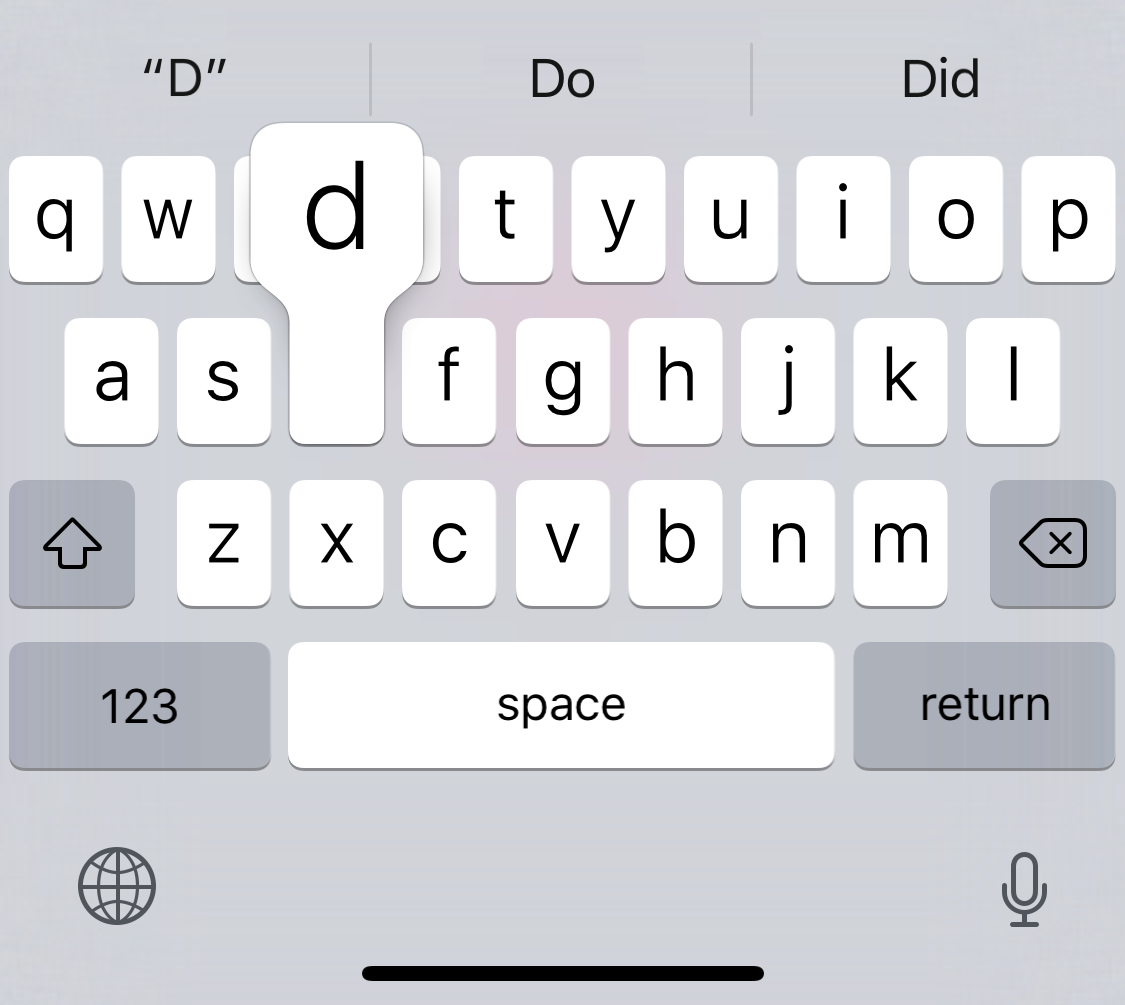 “D” Do Did
q w d t y u i o p
a s f g h j k l
z x c v b n m
123 space return